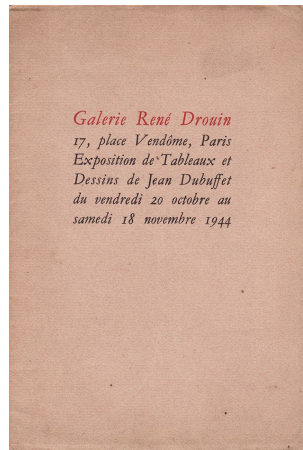 Galerie René Drouin
17, place Vendôme, Paris
Exposition de Tableaux et
Dessins de Jean Dubuffet
du vendredi 20 octobre au
samedi 18 novembre 1944